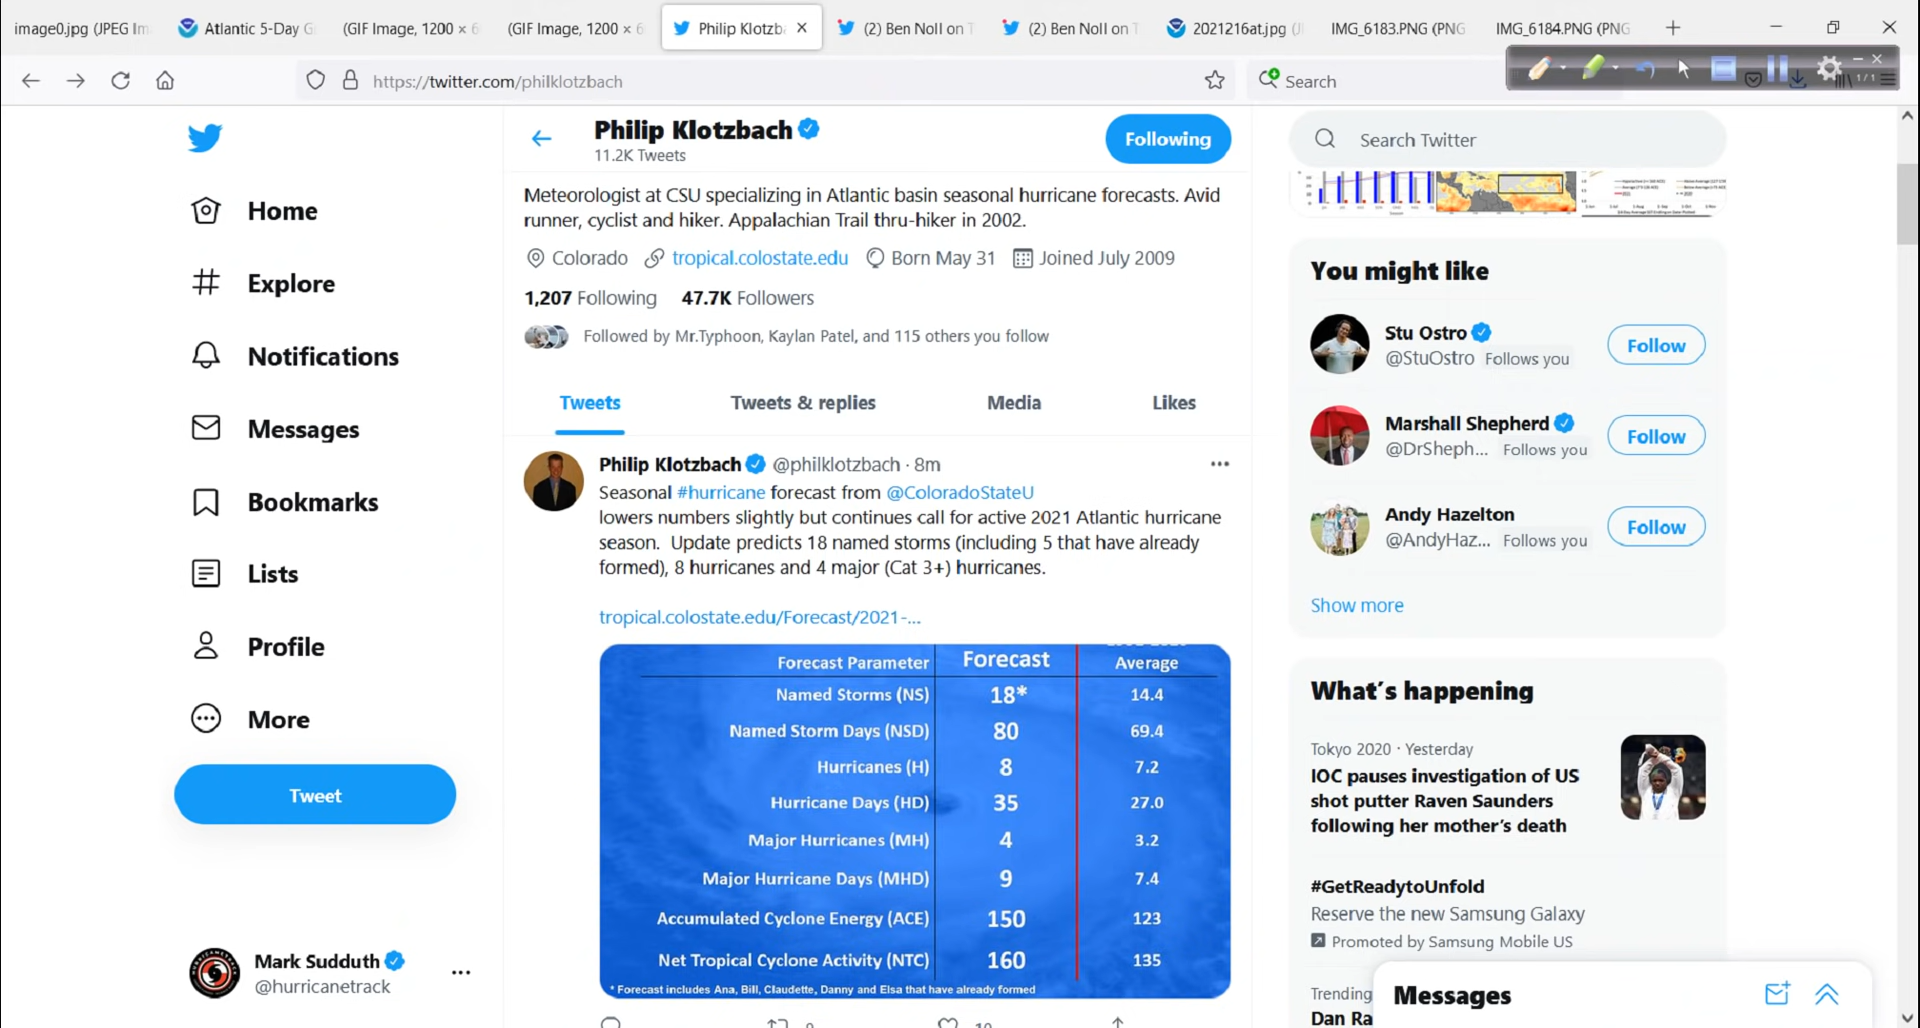 image0.jpg (JPEG Im
Atlantic 5-Day G
(GIF Image, 1200 × 6
(GIF Image, 1200 × 6
Philip Klotzba
(2) Ben Noll on T
(2) Ben Noll on T
2021216at.jpg (J
IMG_6183.PNG (PNG
IMG_6184.PNG (PNG
https://twitter.com/philklotzbach
Search
1/1
Home
Explore
Notifications
Messages
Bookmarks
Lists
Profile
More
Tweet
Mark Sudduth
@hurricanetrack
Philip Klotzbach
11.2K Tweets
Following
Meteorologist at CSU specializing in Atlantic basin seasonal hurricane forecasts. Avid
runner, cyclist and hiker. Appalachian Trail thru-hiker in 2002.
Colorado tropical.colostate.edu Born May 31 Joined July 2009
1,207 Following 47.7K Followers
Followed by Mr.Typhoon, Kaylan Patel, and 115 others you follow
Tweets Tweets & replies Media Likes
Philip Klotzbach @philklotzbach · 8m
Seasonal #hurricane forecast from @ColoradoStateU
lowers numbers slightly but continues call for active 2021 Atlantic hurricane
season. Update predicts 18 named storms (including 5 that have already
formed), 8 hurricanes and 4 major (Cat 3+) hurricanes.
tropical.colostate.edu/Forecast/2021-...
Forecast Parameter Forecast Average
Named Storms (NS) 18* 14.4
Named Storm Days (NSD) 80 69.4
Hurricanes (H) 8 7.2
Hurricane Days (HD) 35 27.0
Major Hurricanes (MH) 4 3.2
Major Hurricane Days (MHD) 9 7.4
Accumulated Cyclone Energy (ACE) 150 123
Net Tropical Cyclone Activity (NTC) 160 135
* Forecast includes Ana, Bill, Claudette, Danny and Elsa that have already formed
Search Twitter
You might like
Stu Ostro
@StuOstro Follows you
Follow
Marshall Shepherd
@DrSheph... Follows you
Follow
Andy Hazelton
@AndyHaz... Follows you
Follow
Show more
What's happening
Tokyo 2020 · Yesterday
IOC pauses investigation of US
shot putter Raven Saunders
following her mother's death
#GetReadytoUnfold
Reserve the new Samsung Galaxy
Promoted by Samsung Mobile US
Trending
Dan Ra
Messages